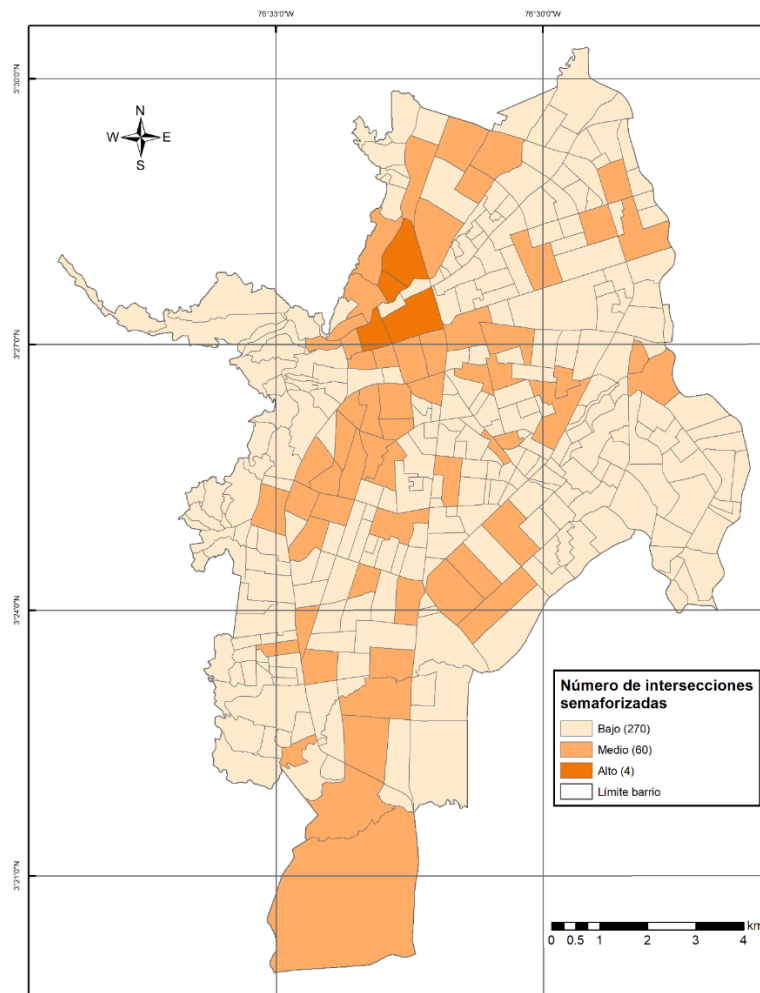 76°33'0"W 76°30'0"W
3°30'0"N
N
W E
S
3°27'0"N
3°24'0"N
Número de intersecciones
semaforizadas
Bajo (270)
Medio (60)
Alto (4)
Límite barrio
3°21'0"N
km
0 0.5 1 2 3 4